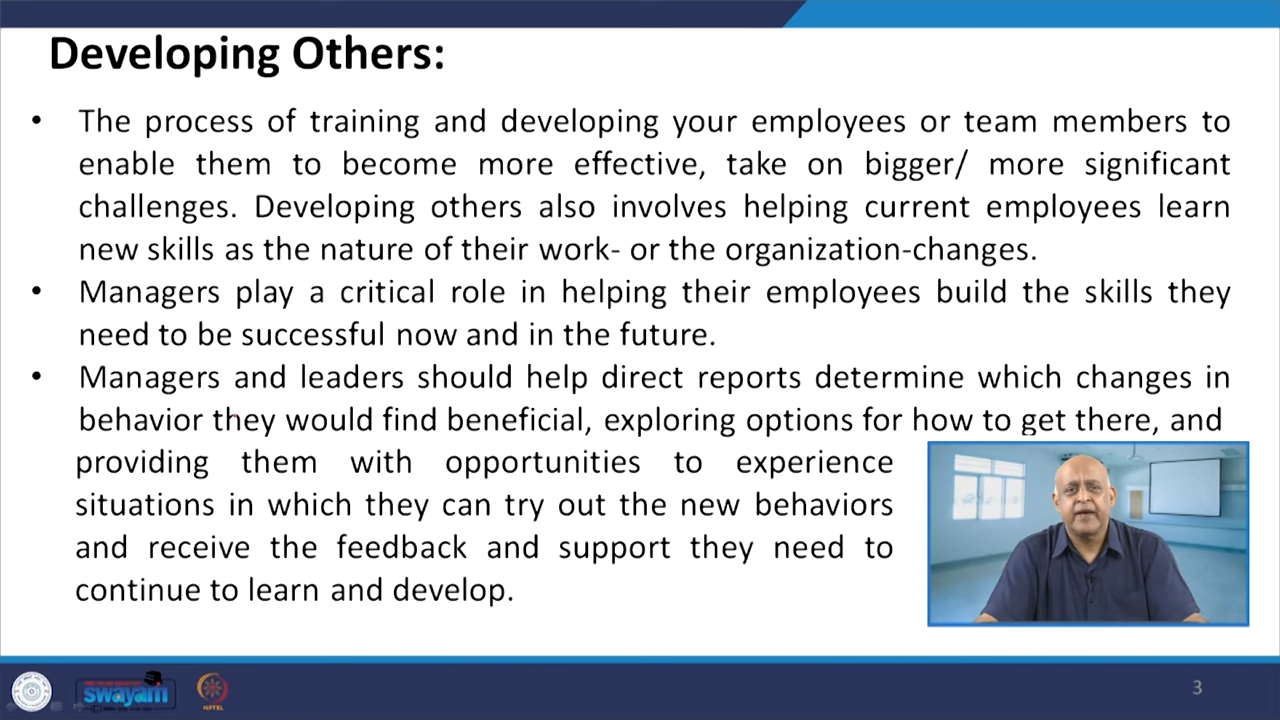 Developing Others:
• The process of training and developing your employees or team members to
enable them to become more effective, take on bigger/ more significant
challenges. Developing others also involves helping current employees learn
new skills as the nature of their work- or the organization-changes.
• Managers play a critical role in helping their employees build the skills they
need to be successful now and in the future.
• Managers and leaders should help direct reports determine which changes in
behavior they would find beneficial, exploring options for how to get there, and
providing them with opportunities to experience
situations in which they can try out the new behaviors
and receive the feedback and support they need to
continue to learn and develop.
swayam
NPTEL
3